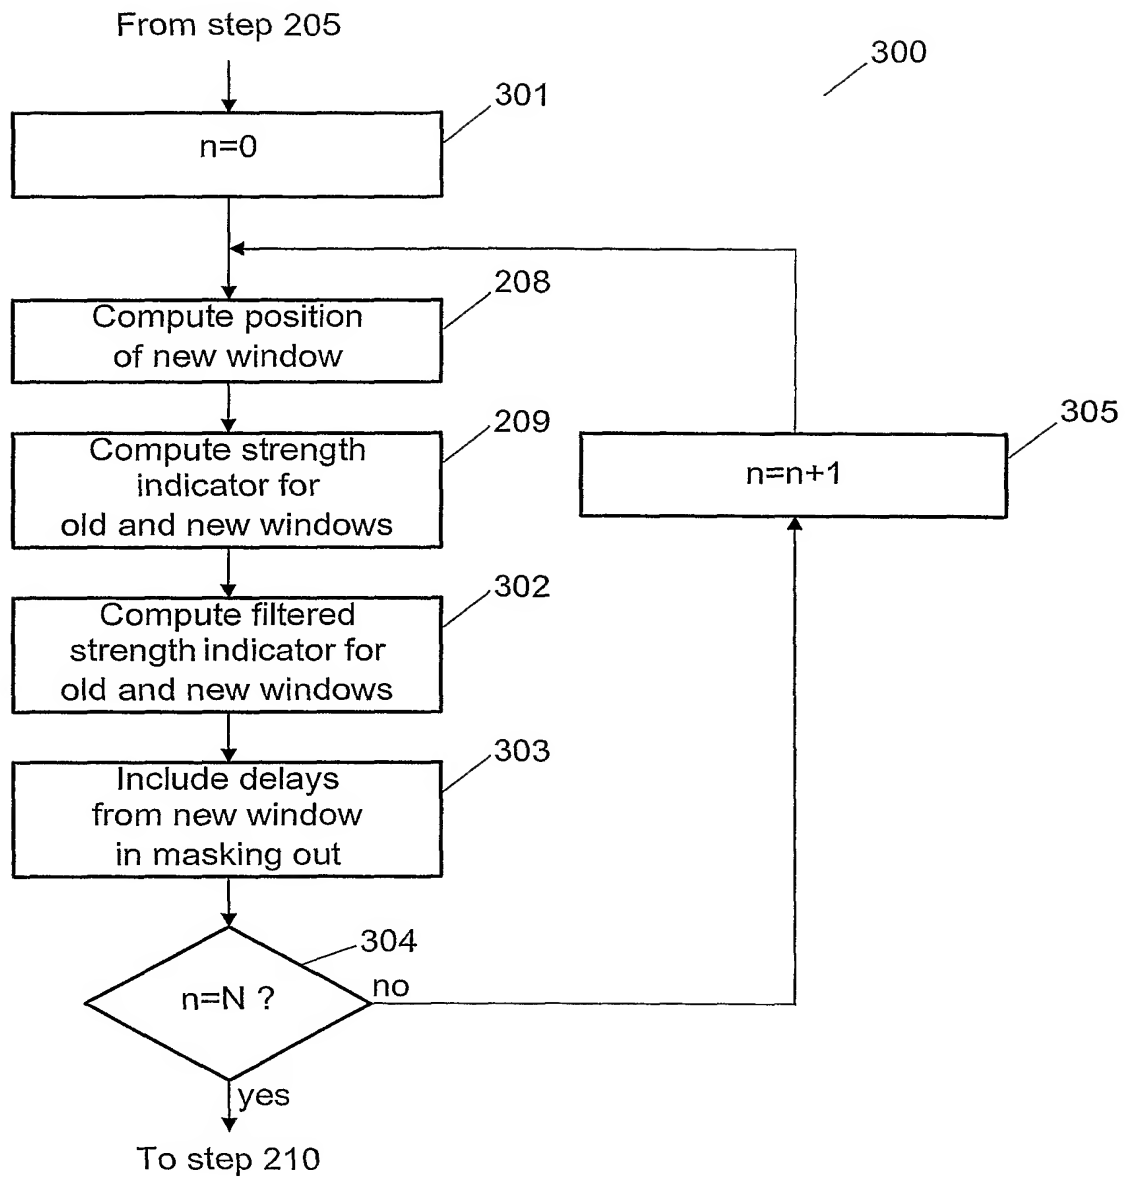 From step 205
300
301
n=0
208
Compute position
of new window
209
Compute strength
indicator for
old and new windows
305
n=n+1
302
Compute filtered
strength indicator for
old and new windows
303
Include delays
from new window
in masking out
304
n=N ?
no
yes
To step 210